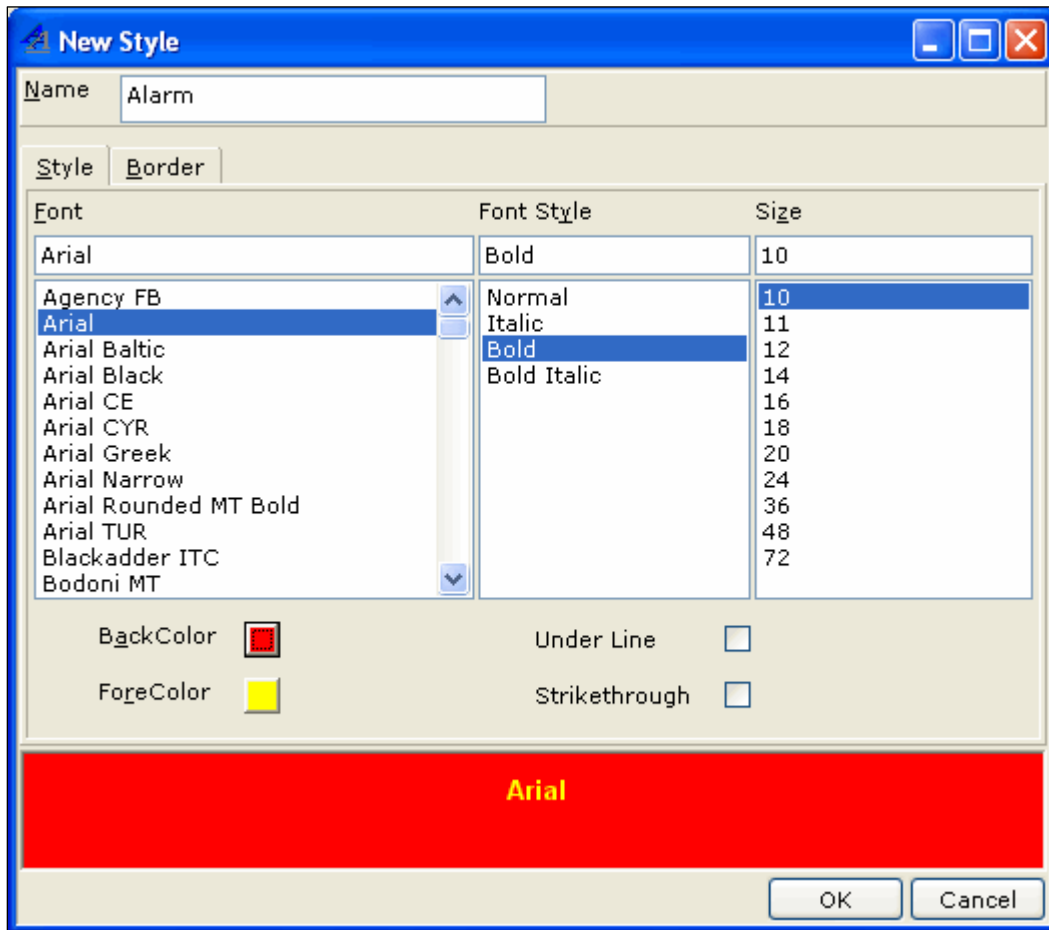 New Style
Name Alarm
Style Border
Font Font Style Size
Arial Bold 10
Agency FB Normal 10
Arial Italic 11
Arial Baltic Bold 12
Arial Black Bold Italic 14
Arial CE 16
Arial CYR 18
Arial Greek 20
Arial Narrow 24
Arial Rounded MT Bold 36
Arial TUR 48
Blackadder ITC 72
Bodoni MT
BackColor Under Line
ForeColor Strikethrough
Arial
OK Cancel